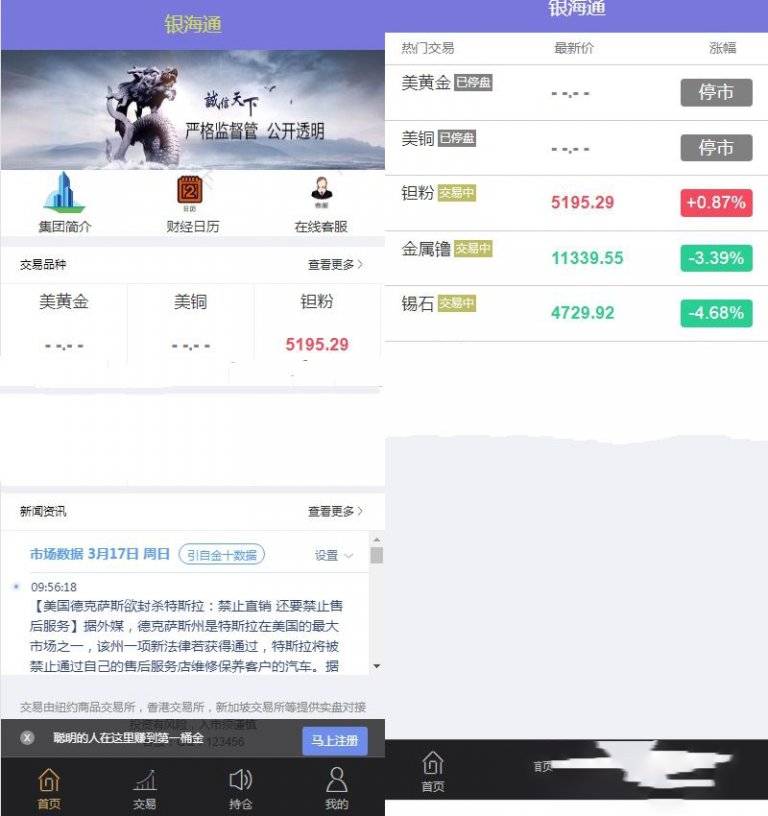 银海通
誠信天下
严格监督管 公开透明
集团简介
日历
财经日历
客服
在线客服
交易品种
查看更多
美黄金
美铜
钽粉
- -.- -
- -.- -
5195.29
新闻资讯
查看更多
市场数据 3月17日 周日
引自金十数据
设置
09:56:18
【美国德克萨斯欲封杀特斯拉：禁止直销 还要禁止售
后服务】据外媒，德克萨斯州是特斯拉在美国的最大
市场之一，该州一项新法律若获得通过，特斯拉将被
禁止通过自己的售后服务店维修保养客户的汽车。据
交易由纽约商品交易所，香港交易所，新加坡交易所等提供实盘对接
投资有风险，入市须谨慎
123456
聪明的人在这里赚到第一桶金
马上注册
首页
交易
持仓
我的
银海通
热门交易
最新价
涨幅
美黄金 已停盘
- -.- -
停市
美铜 已停盘
- -.- -
停市
钽粉 交易中
5195.29
+0.87%
金属镥 交易中
11339.55
-3.39%
锡石 交易中
4729.92
-4.68%
首页
首页